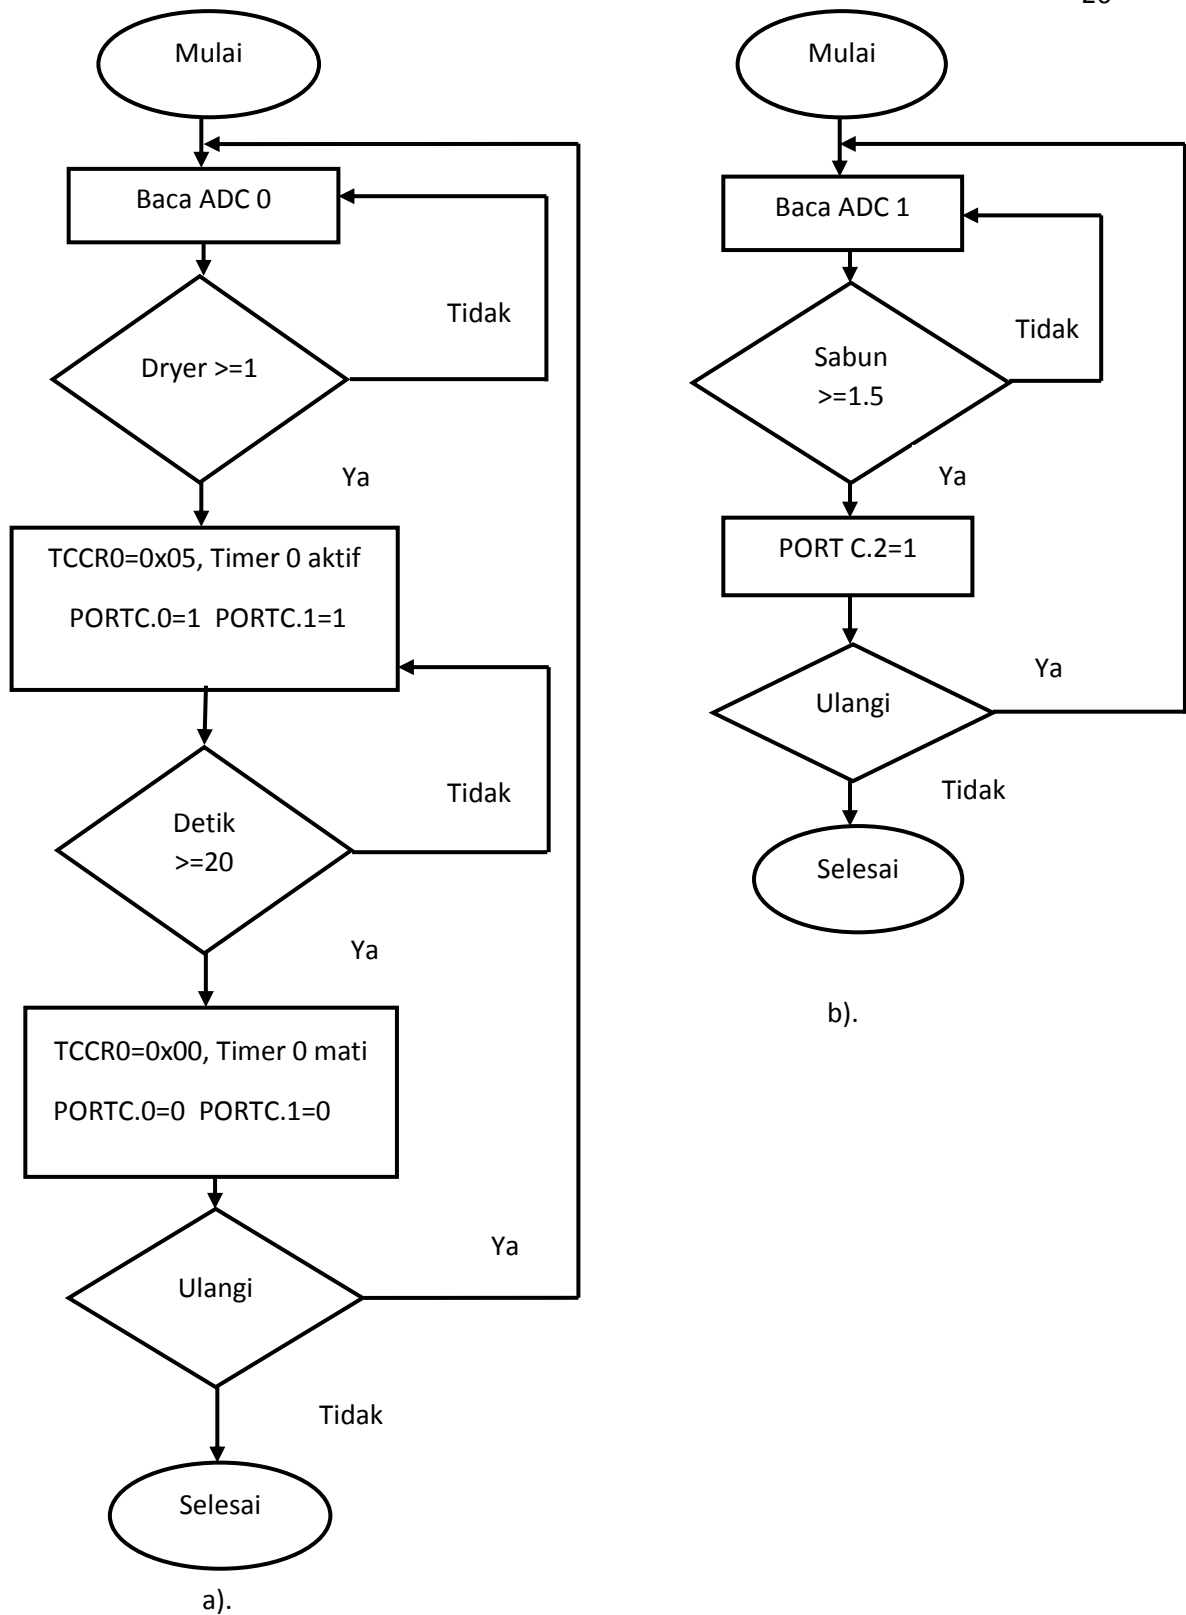 Mulai
Baca ADC 0
Tidak
Dryer >=1
Ya
TCCR0=0x05, Timer 0 aktif
PORTC.0=1 PORTC.1=1
Tidak
Detik
>=20
Ya
TCCR0=0x00, Timer 0 mati
PORTC.0=0 PORTC.1=0
Ya
Ulangi
Tidak
Selesai
a).
Mulai
Baca ADC 1
Tidak
Sabun
>=1.5
Ya
PORT C.2=1
Ya
Ulangi
Tidak
Selesai
b).